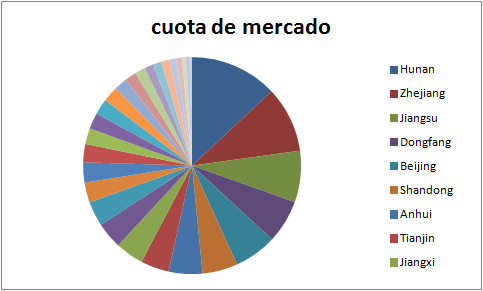 cuota de mercado
Hunan
Zhejiang
Jiangsu
Dongfang
Beijing
Shandong
Anhui
Tianjin
Jiangxi